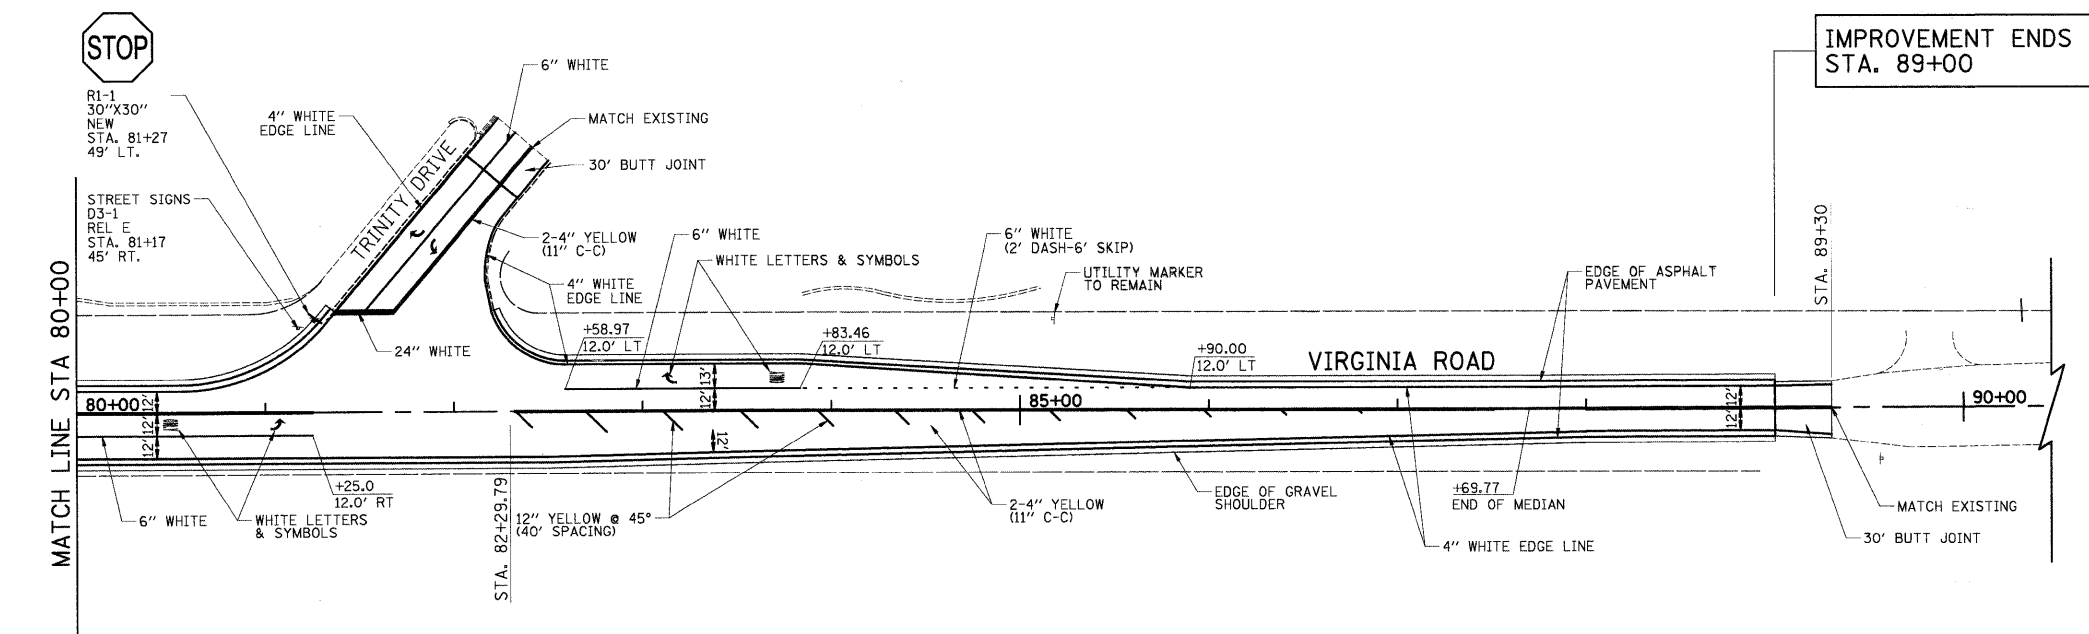 STOP
R1-1
30"X30"
NEW
STA. 81+27
49' LT.
STREET SIGNS
D3-1
REL E
STA. 81+17
45' RT.
4" WHITE
EDGE LINE
TRINITY DRIVE
6" WHITE
MATCH EXISTING
30' BUTT JOINT
2-4" YELLOW
(11" C-C)
4" WHITE
EDGE LINE
24" WHITE
6" WHITE
WHITE LETTERS & SYMBOLS
6" WHITE
(2' DASH-6' SKIP)
UTILITY MARKER
TO REMAIN
EDGE OF ASPHALT
PAVEMENT
STA. 89+30
IMPROVEMENT ENDS
STA. 89+00
+58.97
12.0' LT
+83.46
12.0' LT
+90.00
12.0' LT
VIRGINIA ROAD
MATCH LINE STA 80+00
80+00
12'
12'
12'
13'
12'
12'
85+00
12'
12'
90+00
+25.0
12.0' RT
6" WHITE
WHITE LETTERS
& SYMBOLS
STA. 82+29.79
12" YELLOW @ 45°
(40' SPACING)
2-4" YELLOW
(11" C-C)
EDGE OF GRAVEL
SHOULDER
+69.77
END OF MEDIAN
4" WHITE EDGE LINE
MATCH EXISTING
30' BUTT JOINT